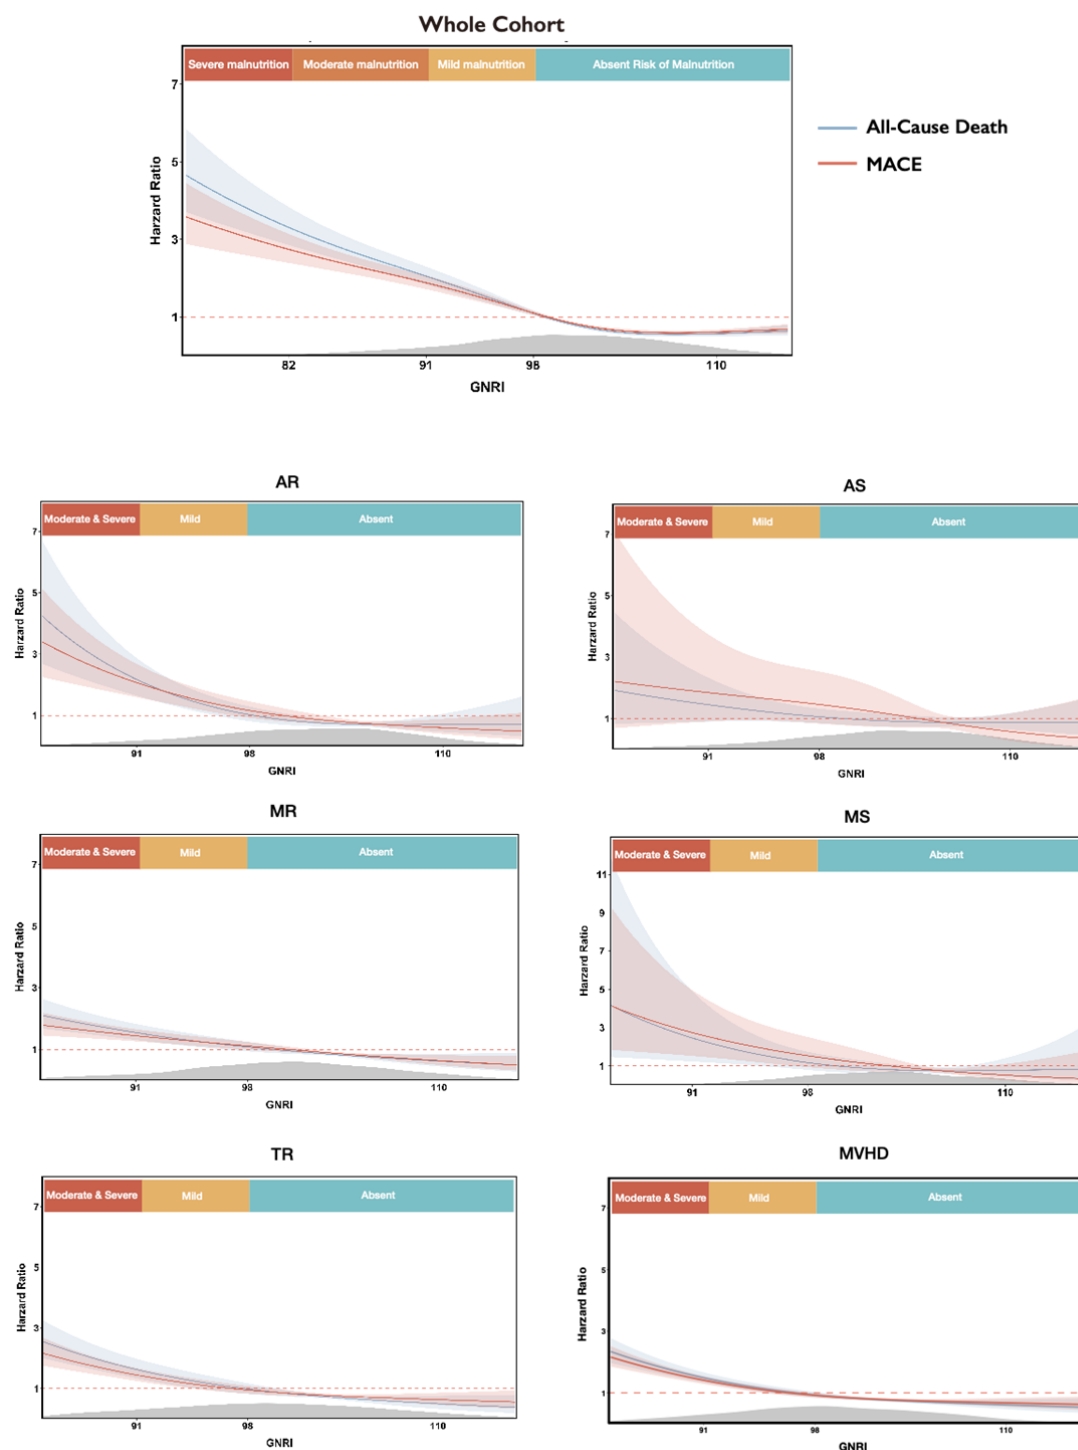 Whole Cohort
Severe malnutrition Moderate malnutrition Mild malnutrition Absent Risk of Malnutrition
7
5
3
1
Harzard Ratio
82 91 98 110
GNRI
All-Cause Death
MACE
AR
Moderate & Severe Mild Absent
7
5
3
1
Harzard Ratio
91 98 110
GNRI
AS
Moderate & Severe Mild Absent
7
5
3
1
Harzard Ratio
91 98 110
GNRI
MR
Moderate & Severe Mild Absent
7
5
3
1
Harzard Ratio
91 98 110
GNRI
MS
Moderate & Severe Mild Absent
11
9
7
5
3
1
Harzard Ratio
91 98 110
GNRI
TR
Moderate & Severe Mild Absent
7
5
3
1
Harzard Ratio
91 98 110
GNRI
MVHD
Moderate & Severe Mild Absent
7
5
3
1
Harzard Ratio
91 98 110
GNRI